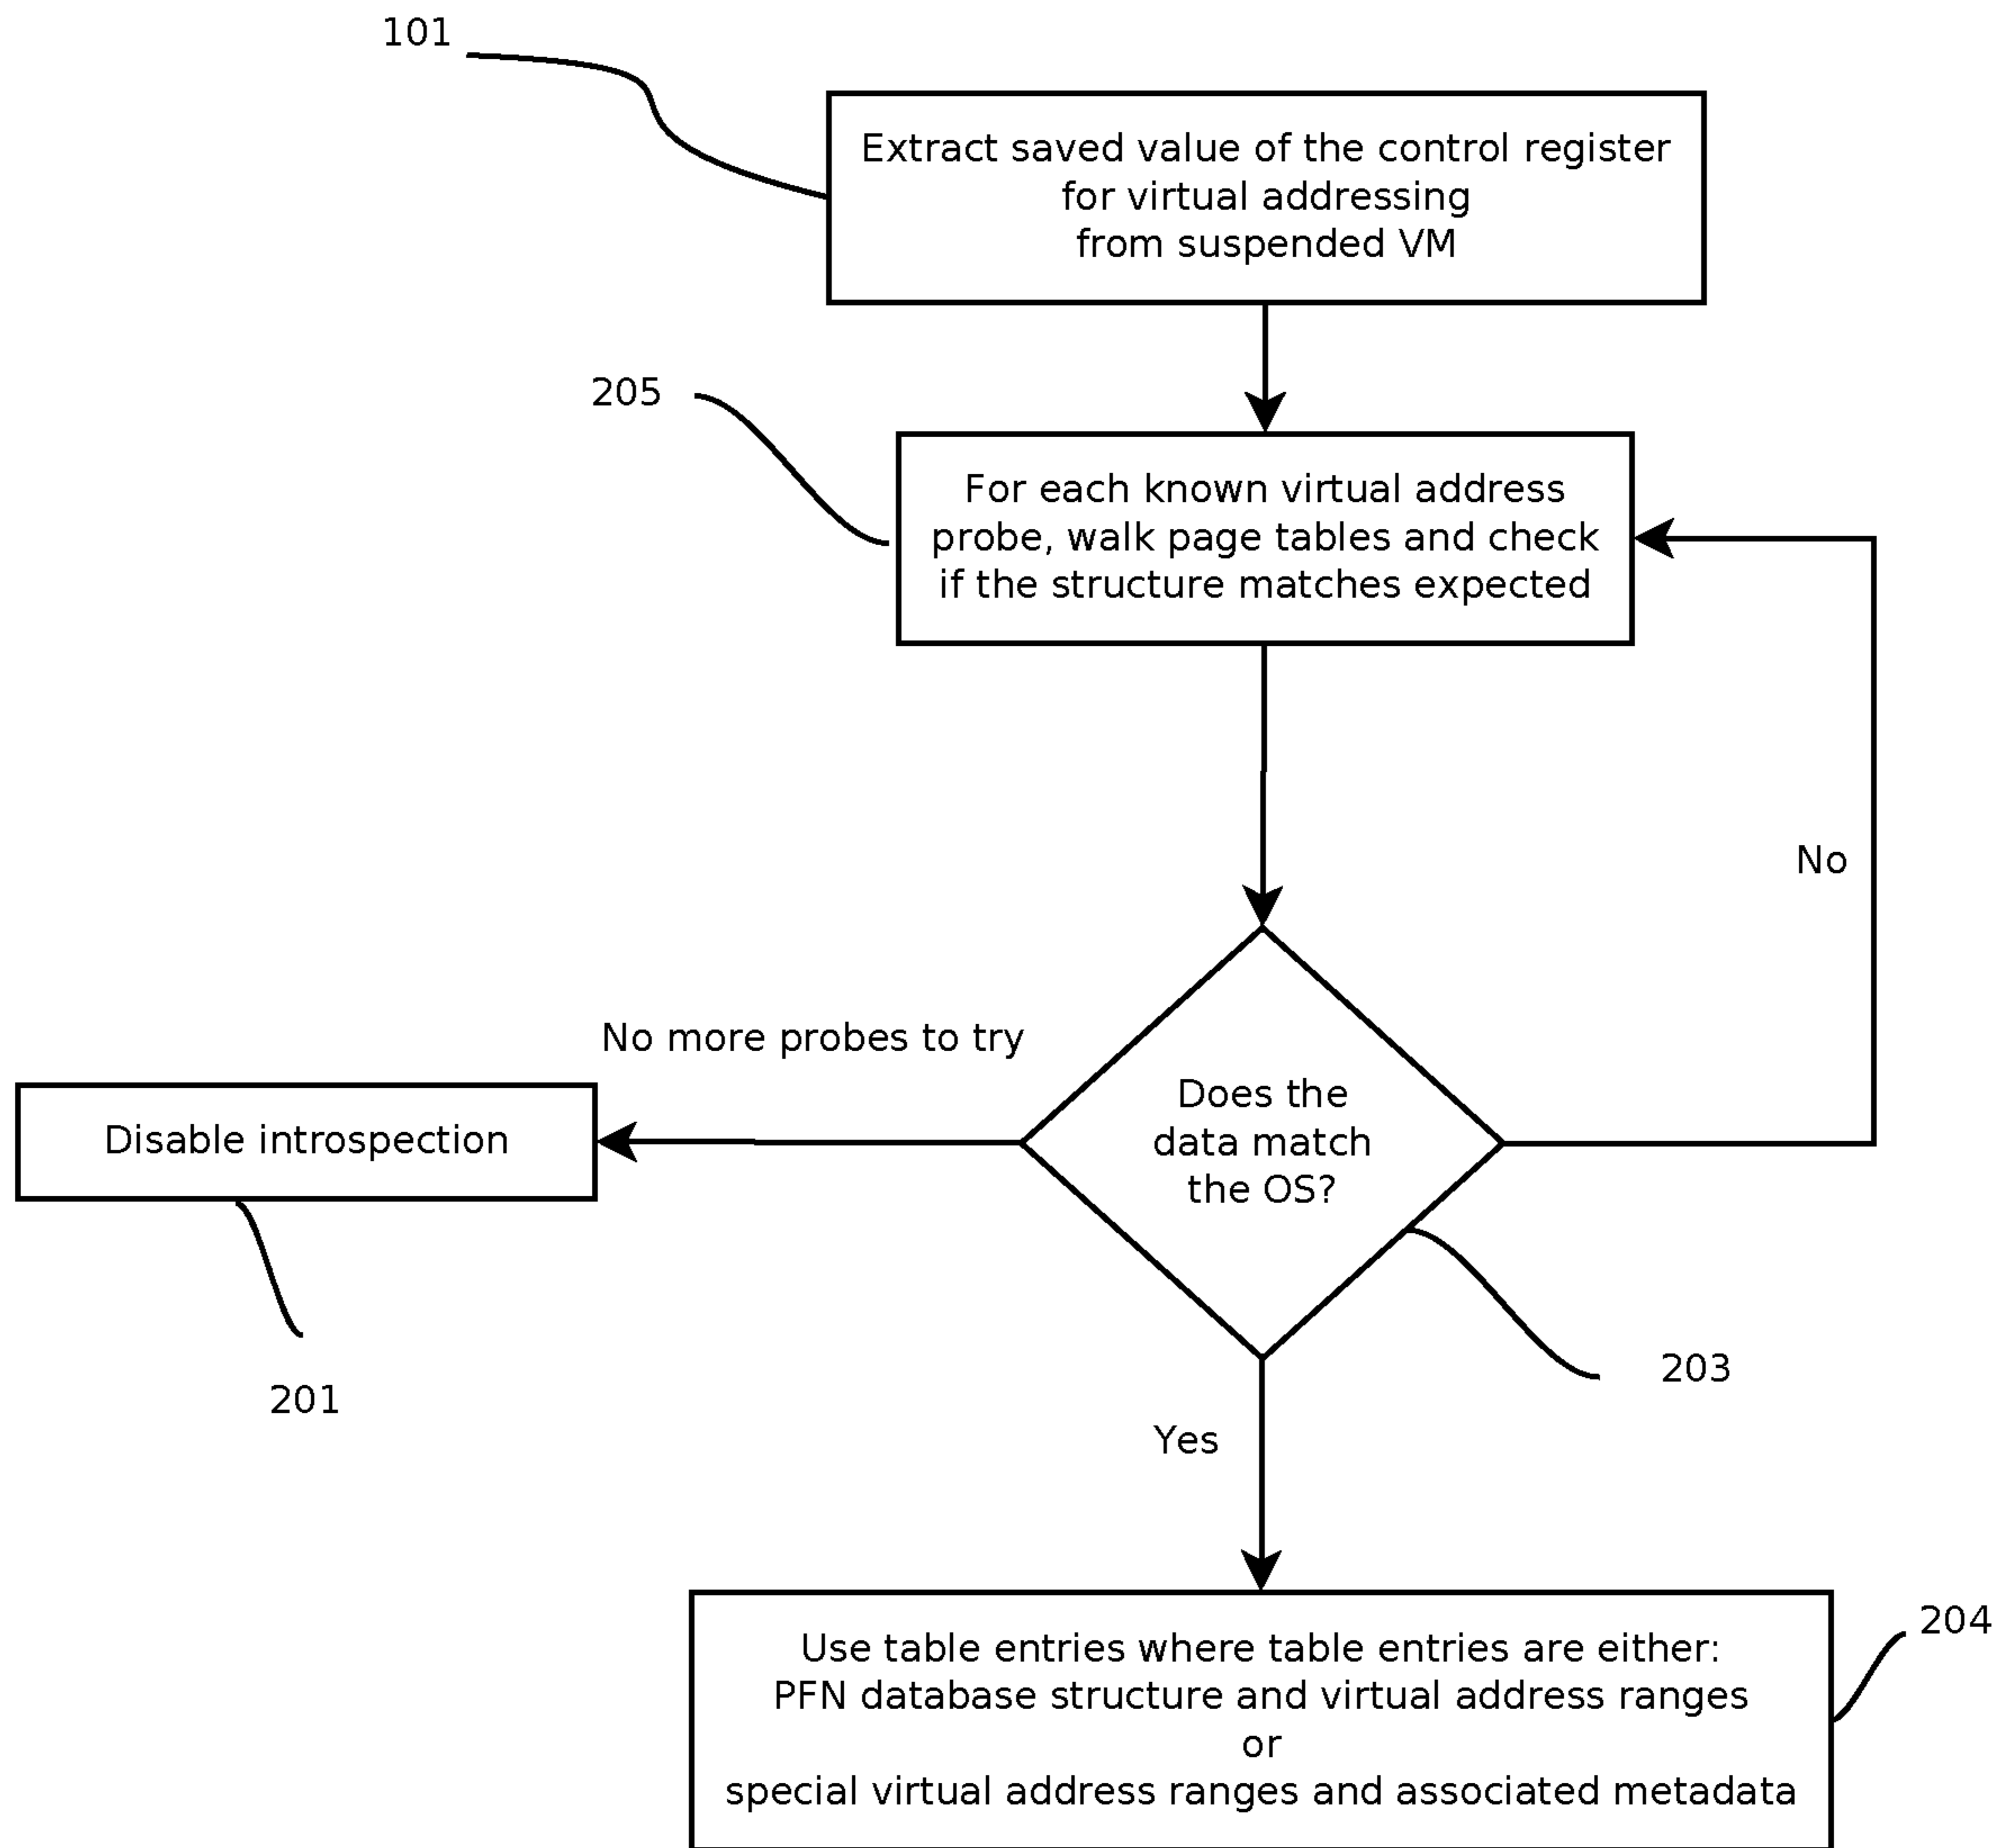 101
Extract saved value of the control register
for virtual addressing
from suspended VM
205
For each known virtual address
probe, walk page tables and check
if the structure matches expected
No
No more probes to try
Does the
data match
the OS?
Disable introspection
201
203
Yes
204
Use table entries where table entries are either:
PFN database structure and virtual address ranges
or
special virtual address ranges and associated metadata